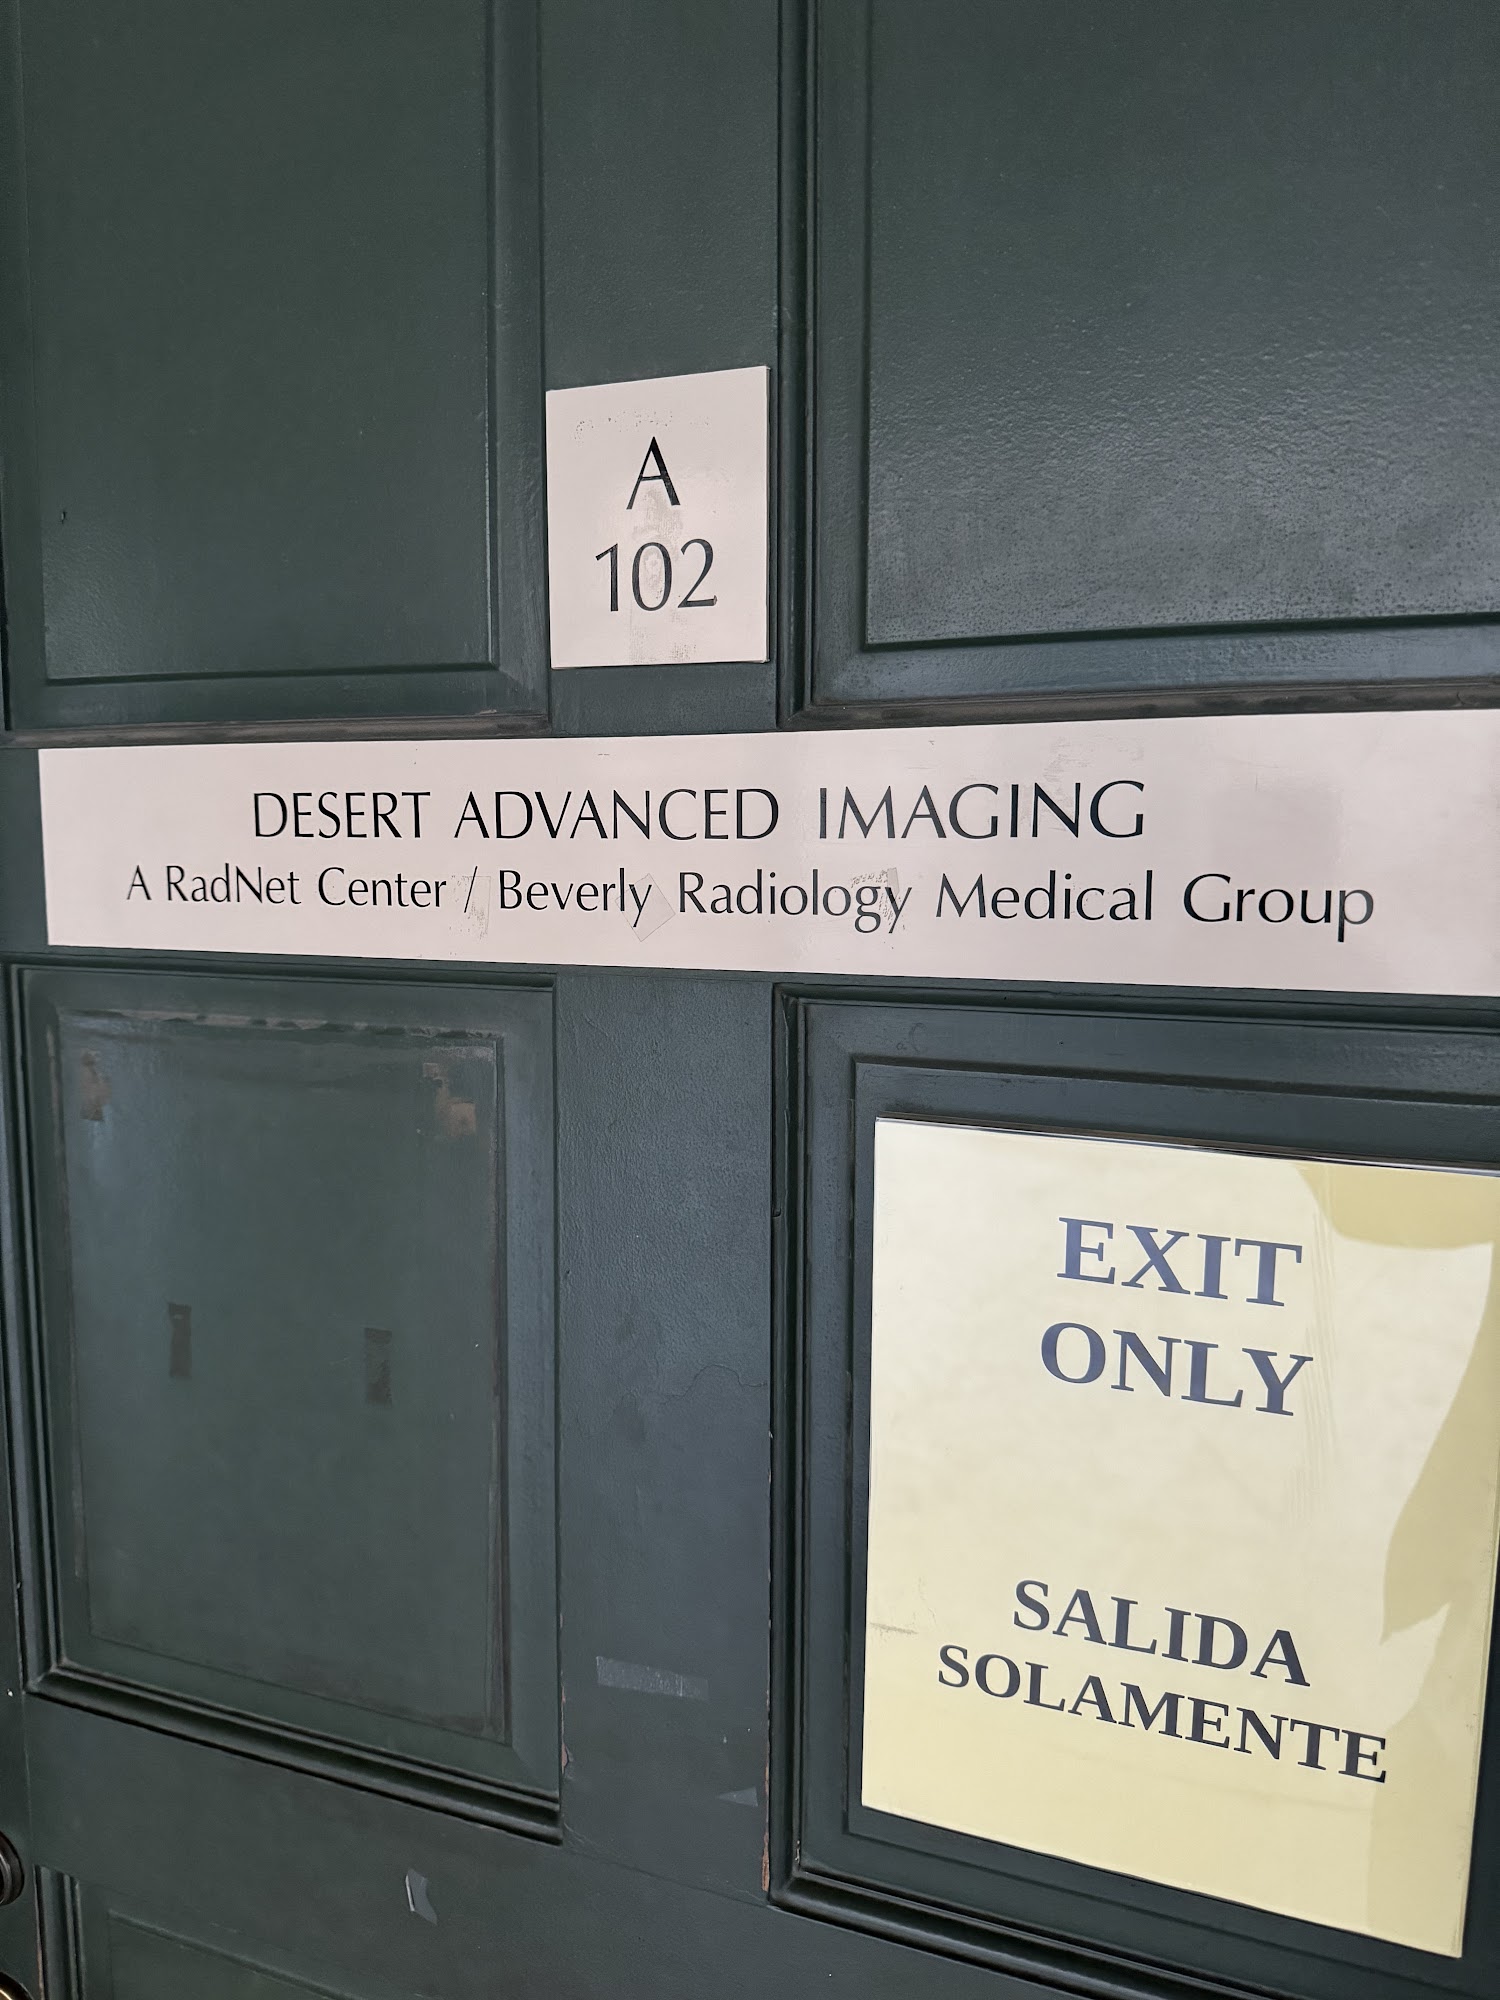 A
102
DESERT ADVANCED IMAGING
A RadNet Center / Beverly Radiology Medical Group
EXIT
ONLY
SALIDA
SOLAMENTE